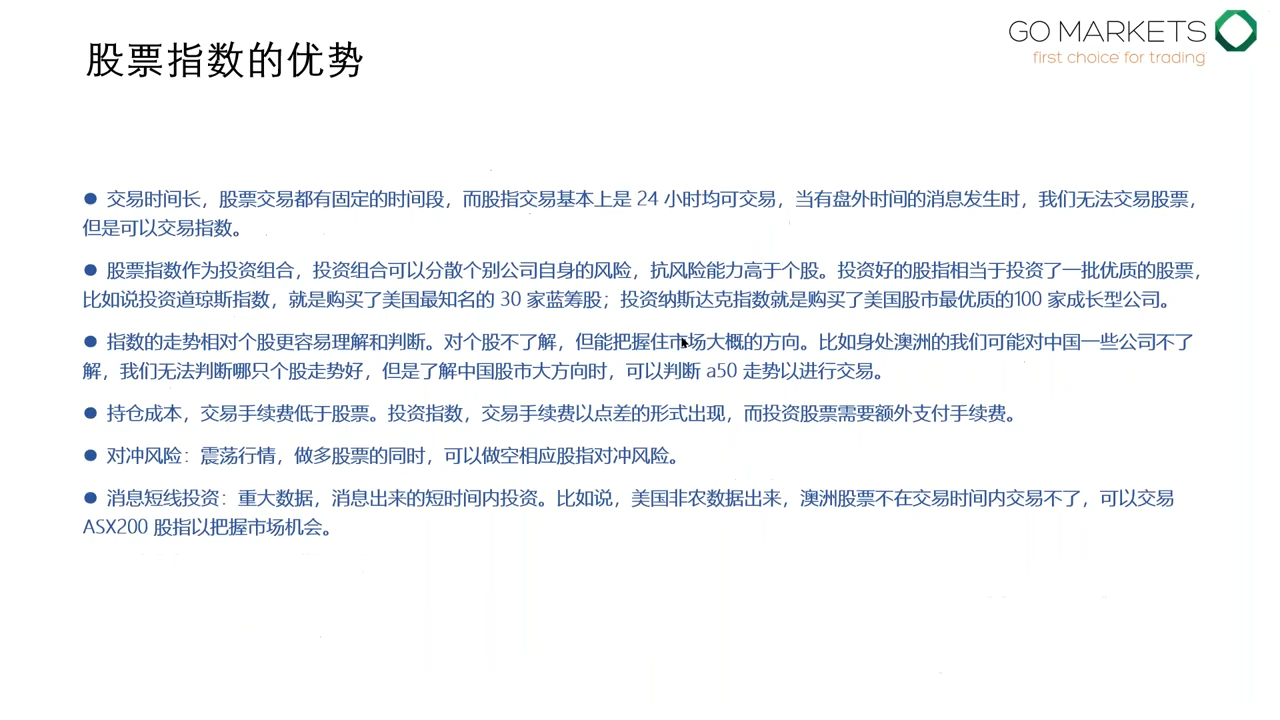 GO MARKETS
first choice for trading
股票指数的优势
● 交易时间长，股票交易都有固定的时间段，而股指交易基本上是 24 小时均可交易，当有盘外时间的消息发生时，我们无法交易股票，
但是可以交易指数。
● 股票指数作为投资组合，投资组合可以分散个别公司自身的风险，抗风险能力高于个股。投资好的股指相当于投资了一批优质的股票，
比如说投资道琼斯指数，就是购买了美国最知名的 30 家蓝筹股；投资纳斯达克指数就是购买了美国股市最优质的100 家成长型公司。
● 指数的走势相对个股更容易理解和判断。对个股不了解，但能把握住市场大概的方向。比如身处澳洲的我们可能对中国一些公司不了
解，我们无法判断哪只个股走势好，但是了解中国股市大方向时，可以判断 a50 走势以进行交易。
● 持仓成本，交易手续费低于股票。投资指数，交易手续费以点差的形式出现，而投资股票需要额外支付手续费。
● 对冲风险：震荡行情，做多股票的同时，可以做空相应股指对冲风险。
● 消息短线投资：重大数据，消息出来的短时间内投资。比如说，美国非农数据出来，澳洲股票不在交易时间内交易不了，可以交易
ASX200 股指以把握市场机会。